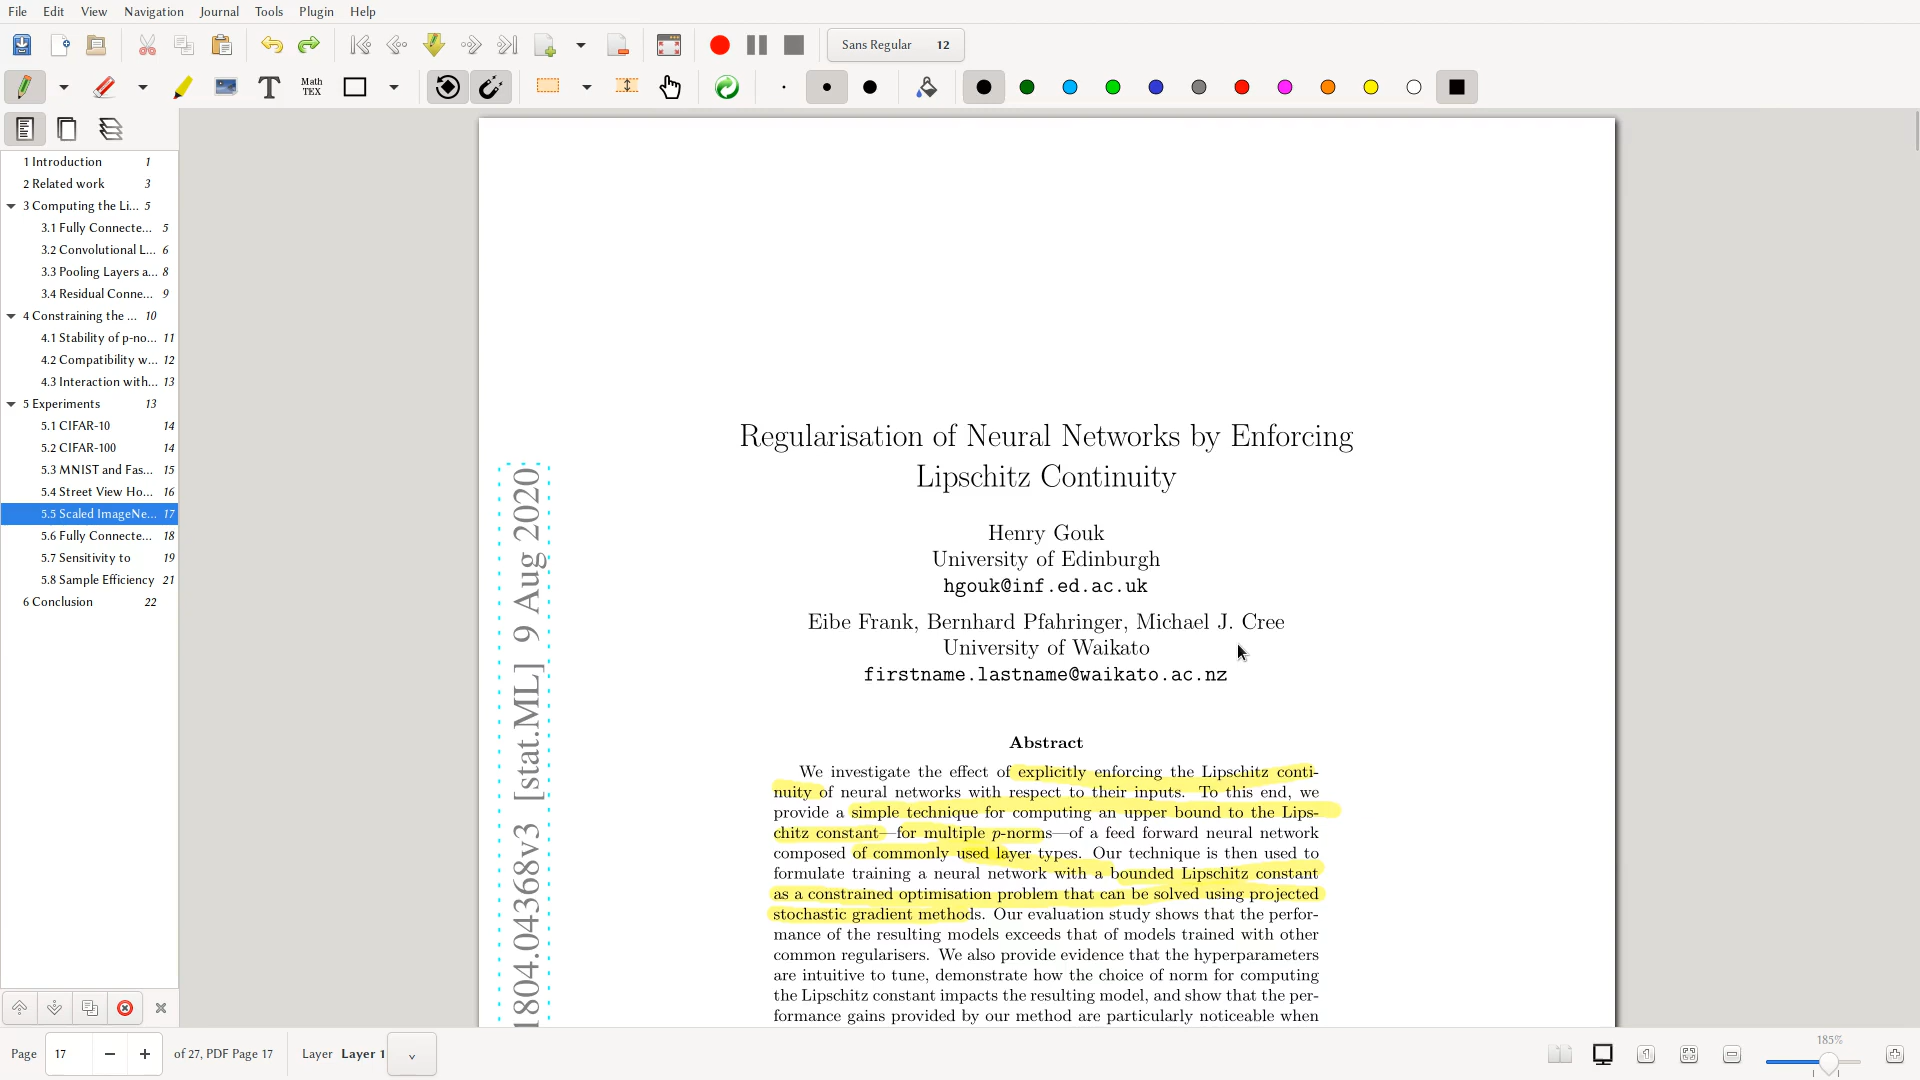 File Edit View Navigation Journal Tools Plugin Help
Sans Regular 12
Math
TEX
1 Introduction 1
2 Related work 3
3 Computing the Li... 5
3.1 Fully Connecte... 5
3.2 Convolutional L... 6
3.3 Pooling Layers a... 8
3.4 Residual Conne... 9
4 Constraining the ... 10
4.1 Stability of p-no... 11
4.2 Compatibility w... 12
4.3 Interaction with... 13
5 Experiments 13
5.1 CIFAR-10 14
5.2 CIFAR-100 14
5.3 MNIST and Fas... 15
5.4 Street View Ho... 16
5.5 Scaled ImageNe... 17
5.6 Fully Connecte... 18
5.7 Sensitivity to 19
5.8 Sample Efficiency 21
6 Conclusion 22
1804.04368v3 [stat.ML] 9 Aug 2020
Regularisation of Neural Networks by Enforcing
Lipschitz Continuity
Henry Gouk
University of Edinburgh
hgouk@inf.ed.ac.uk
Eibe Frank, Bernhard Pfahringer, Michael J. Cree
University of Waikato
firstname.lastname@waikato.ac.nz
Abstract
We investigate the effect of explicitly enforcing the Lipschitz conti-
nuity of neural networks with respect to their inputs. To this end, we
provide a simple technique for computing an upper bound to the Lips-
chitz constant—for multiple p-norms—of a feed forward neural network
composed of commonly used layer types. Our technique is then used to
formulate training a neural network with a bounded Lipschitz constant
as a constrained optimisation problem that can be solved using projected
stochastic gradient methods. Our evaluation study shows that the perfor-
mance of the resulting models exceeds that of models trained with other
common regularisers. We also provide evidence that the hyperparameters
are intuitive to tune, demonstrate how the choice of norm for computing
the Lipschitz constant impacts the resulting model, and show that the per-
formance gains provided by our method are particularly noticeable when
Page 17 of 27, PDF Page 17 Layer Layer 1
185%